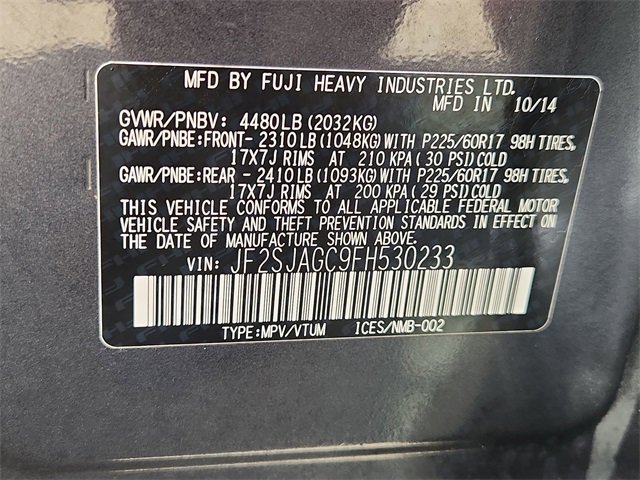 MFD BY FUJI HEAVY INDUSTRIES LTD.
MFD IN 10/14
GVWR/PNBV: 4480LB(2032KG)
GAWR/PNBE:FRONT-2310LB(1048KG)WITH P225/60R17 98H TIRES,
17X7J RIMS AT 210 KPA(30 PSI)COLD
GAWR/PNBE:REAR -2410LB(1093KG)WITH P225/60R17 98H TIRES,
17X7J RIMS AT 200 KPA(29 PSI)COLD
THIS VEHICLE CONFORMS TO ALL APPLICABLE FEDERAL MOTOR
VEHICLE SAFETY AND THEFT PREVENTION STANDARDS IN EFFECT ON
THE DATE OF MANUFACTURE SHOWN ABOVE.
VIN: JF2SJAGC9FH530233
TYPE:MPV/VTUM ICES/NMB-002